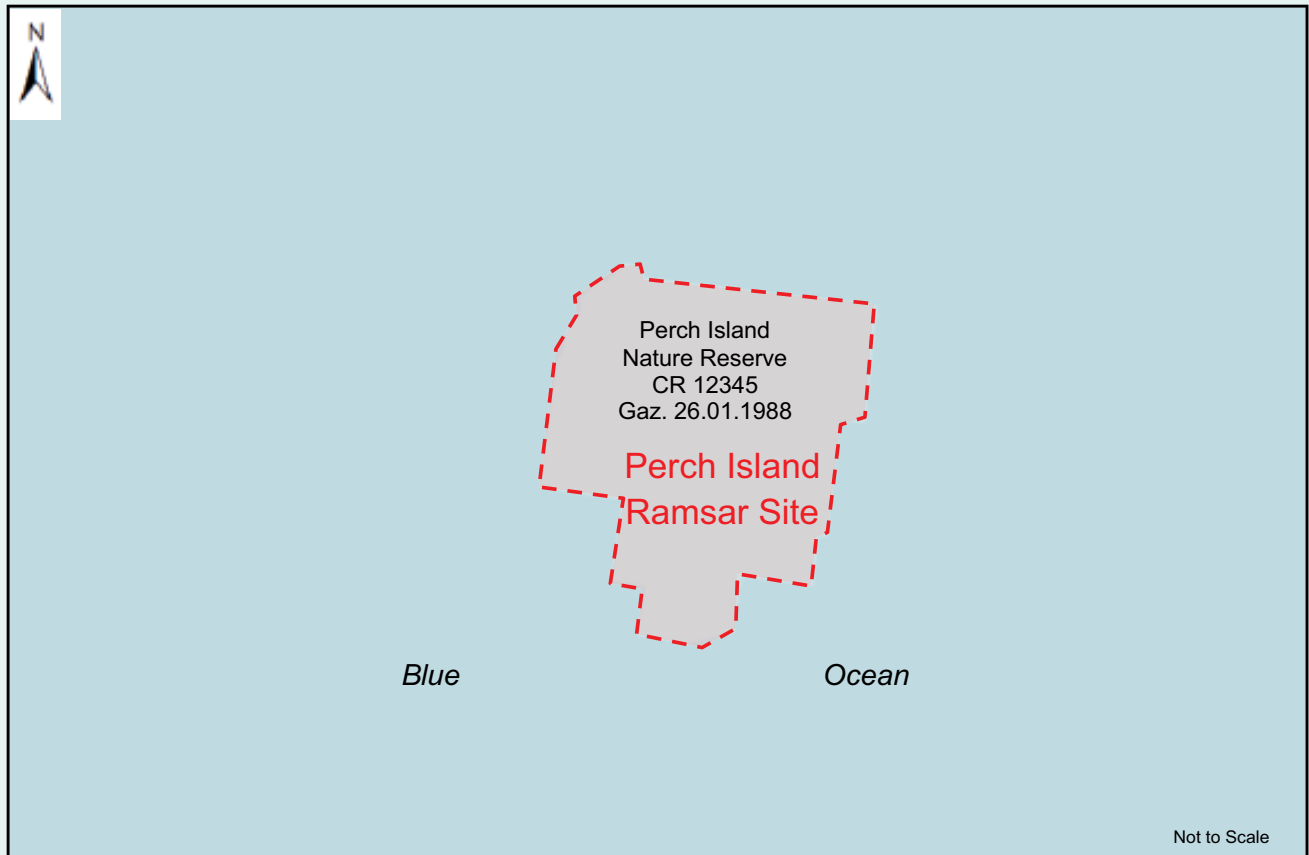 N
Perch Island
Nature Reserve
CR 12345
Gaz. 26.01.1988
Perch Island
Ramsar Site
Blue
Ocean
Not to Scale